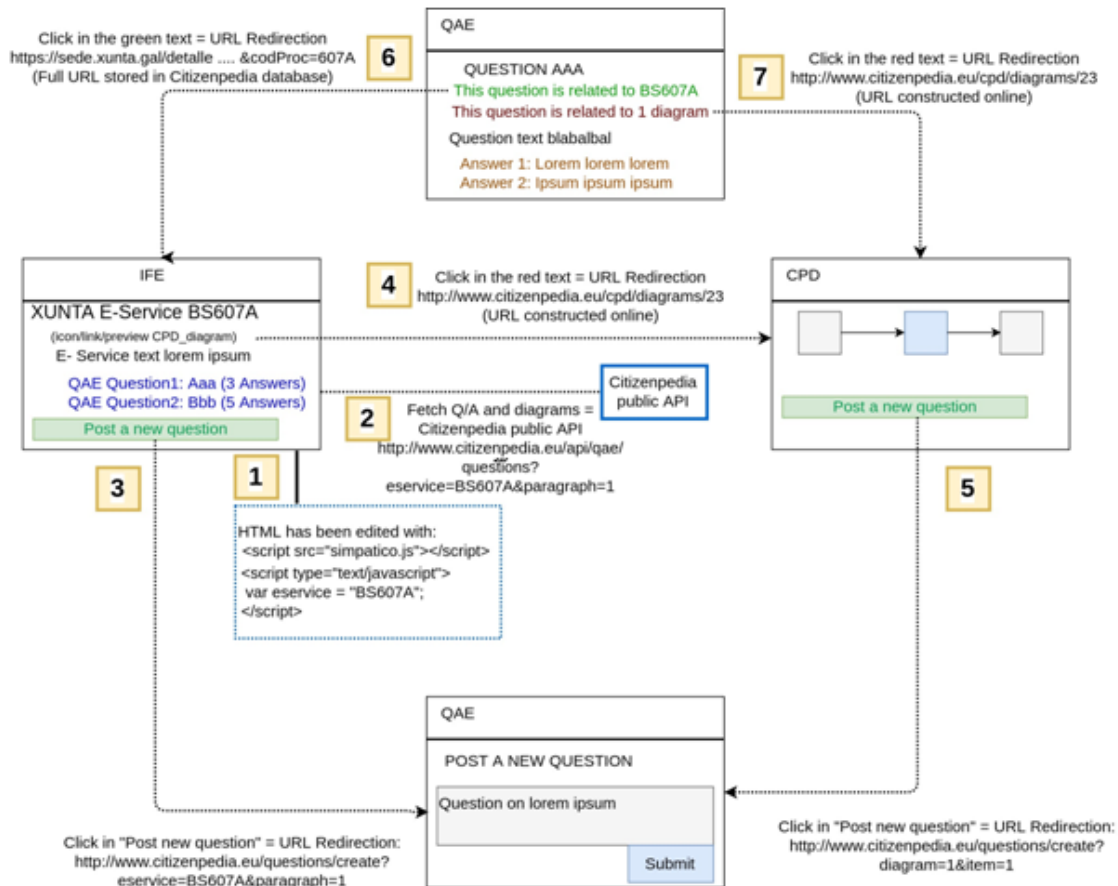 QAE
Click in the green text = URL Redirection
https://sede.xunta.gal/detalle .... &codProc=607A
(Full URL stored in Citizenpedia database)
6
QUESTION AAA
This question is related to BS607A
This question is related to 1 diagram
Question text blabalbal
Answer 1: Lorem lorem lorem
Answer 2: Ipsum ipsum ipsum
7
Click in the red text = URL Redirection
http://www.citizenpedia.eu/cpd/diagrams/23
(URL constructed online)
IFE
XUNTA E-Service BS607A
(icon/link/preview CPD_diagram)
E- Service text lorem ipsum
QAE Question1: Aaa (3 Answers)
QAE Question2: Bbb (5 Answers)
Post a new question
4
Click in the red text = URL Redirection
http://www.citizenpedia.eu/cpd/diagrams/23
(URL constructed online)
CPD
Post a new question
Citizenpedia
public API
2
Fetch Q/A and diagrams =
Citizenpedia public API
http://www.citizenpedia.eu/api/qae/
questions?
eservice=BS607A&paragraph=1
3
1
5
HTML has been edited with:
<script src="simpatico.js"></script>
<script type="text/javascript">
var eservice = "BS607A";
</script>
QAE
POST A NEW QUESTION
Question on lorem ipsum
Submit
Click in "Post new question" = URL Redirection:
http://www.citizenpedia.eu/questions/create?
eservice=BS607A&paragraph=1
Click in "Post new question" = URL Redirection:
http://www.citizenpedia.eu/questions/create?
diagram=1&item=1